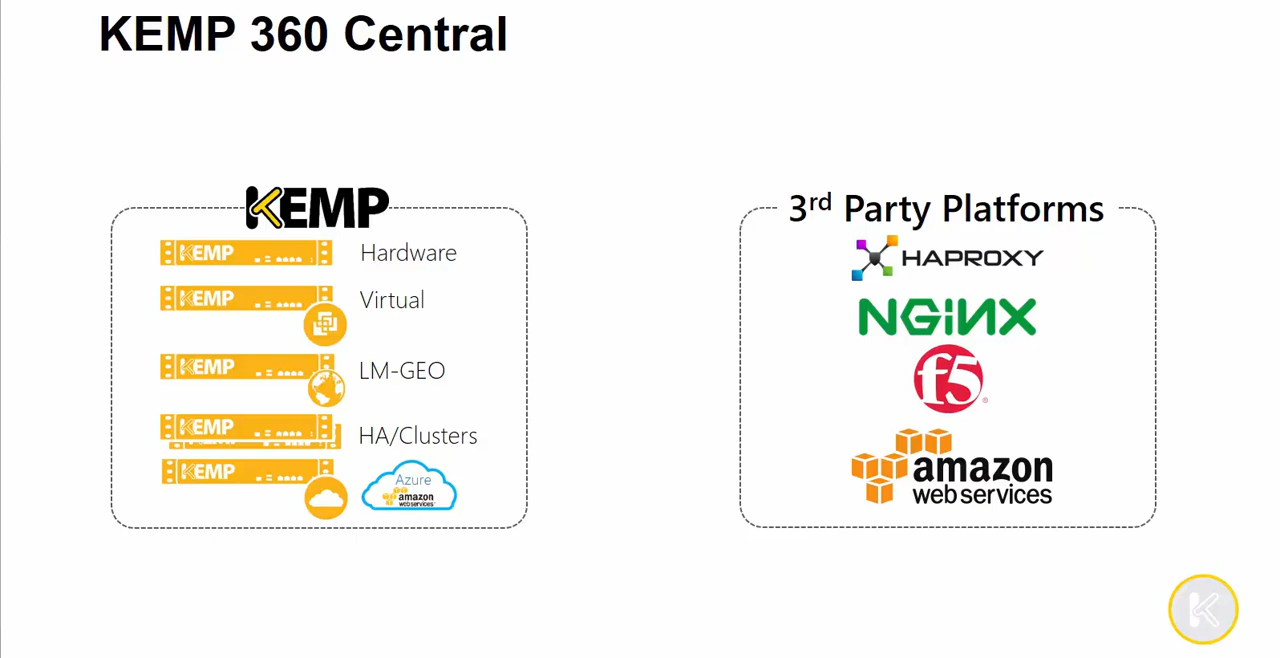 KEMP 360 Central
KEMP
KEMP Hardware
KEMP Virtual
KEMP LM-GEO
KEMP HA/Clusters
KEMP
Azure
amazon
web services
3rd Party Platforms
HAPROXY
NGiNX
f5
amazon
web services
K